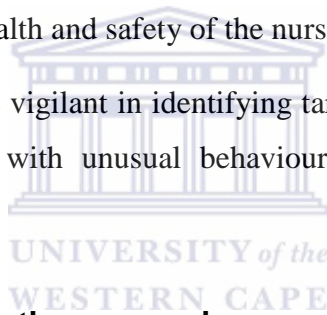 alth and safety of the nurs
vigilant in identifying tar
with unusual behaviour
UNIVERSITY of the
WESTERN CAPE